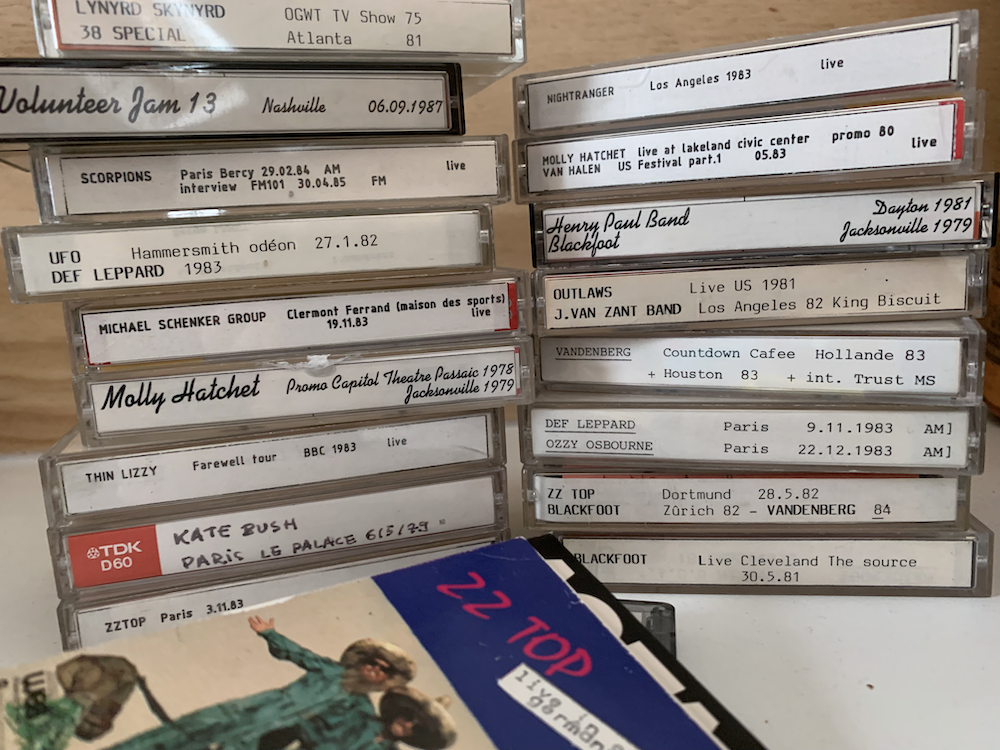 LYNYRD SKYNYRD OGWT TV Show 75
38 SPECIAL Atlanta 81
Volunteer Jam 13 Nashville 06.09.1987
SCORPIONS Paris Bercy 29.02.84 AM live
interview FM101 30.04.85 FM
UFO Hammersmith odéon 27.1.82
DEF LEPPARD 1983
MICHAEL SCHENKER GROUP Clermont Ferrand (maison des sports)
19.11.83 live
Molly Hatchet Promo Capitol Theatre Passaic 1978
Jacksonville 1979
THIN LIZZY Farewell tour BBC 1983 live
TDK
D60
KATE BUSH
PARIS LE PALACE 6/5/79
ZZTOP Paris 3.11.83
NIGHTRANGER Los Angeles 1983 live
MOLLY HATCHET live at lakeland civic center promo 80
VAN HALEN US Festival part.1 05.83 live
Henry Paul Band Dayton 1981
Blackfoot Jacksonville 1979
OUTLAWS Live US 1981
J.VAN ZANT BAND Los Angeles 82 King Biscuit
VANDENBERG Countdown Cafee Hollande 83
+ Houston 83 + int. Trust MS
DEF LEPPARD Paris 9.11.1983 AM]
OZZY OSBOURNE Paris 22.12.1983 AM]
ZZ TOP Dortmund 28.5.82
BLACKFOOT Zûrich 82 - VANDENBERG 84
BLACKFOOT Live Cleveland The source
30.5.81
ZZ TOP
live in
germany
wea